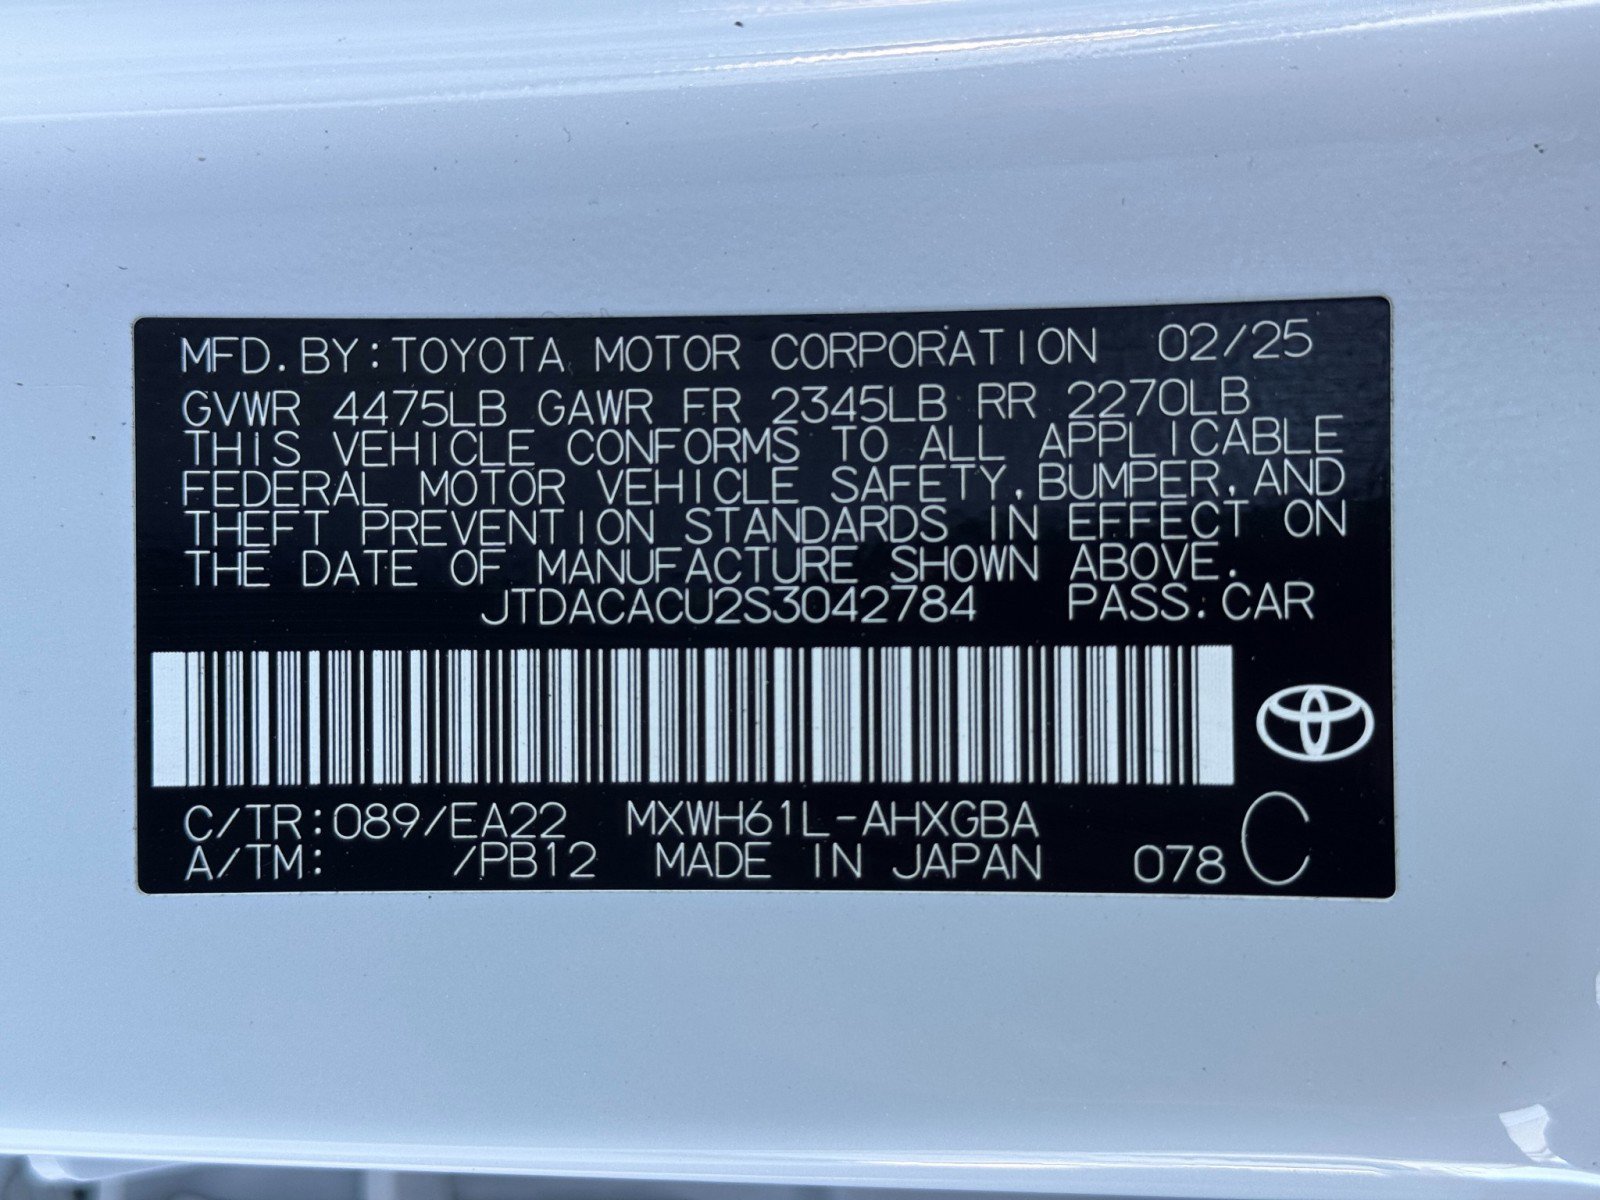 MFD.BY:TOYOTA MOTOR CORPORATION 02/25
GVWR 4475LB GAWR FR 2345LB RR 2270LB
THIS VEHICLE CONFORMS TO ALL APPLICABLE
FEDERAL MOTOR VEHICLE SAFETY,BUMPER,AND
THEFT PREVENTION STANDARDS IN EFFECT ON
THE DATE OF MANUFACTURE SHOWN ABOVE.
JTDACACU2S3042784 PASS.CAR
C/TR:089/EA22 MXWH61L-AHXGBA
A/TM: /PB12 MADE IN JAPAN 078 C